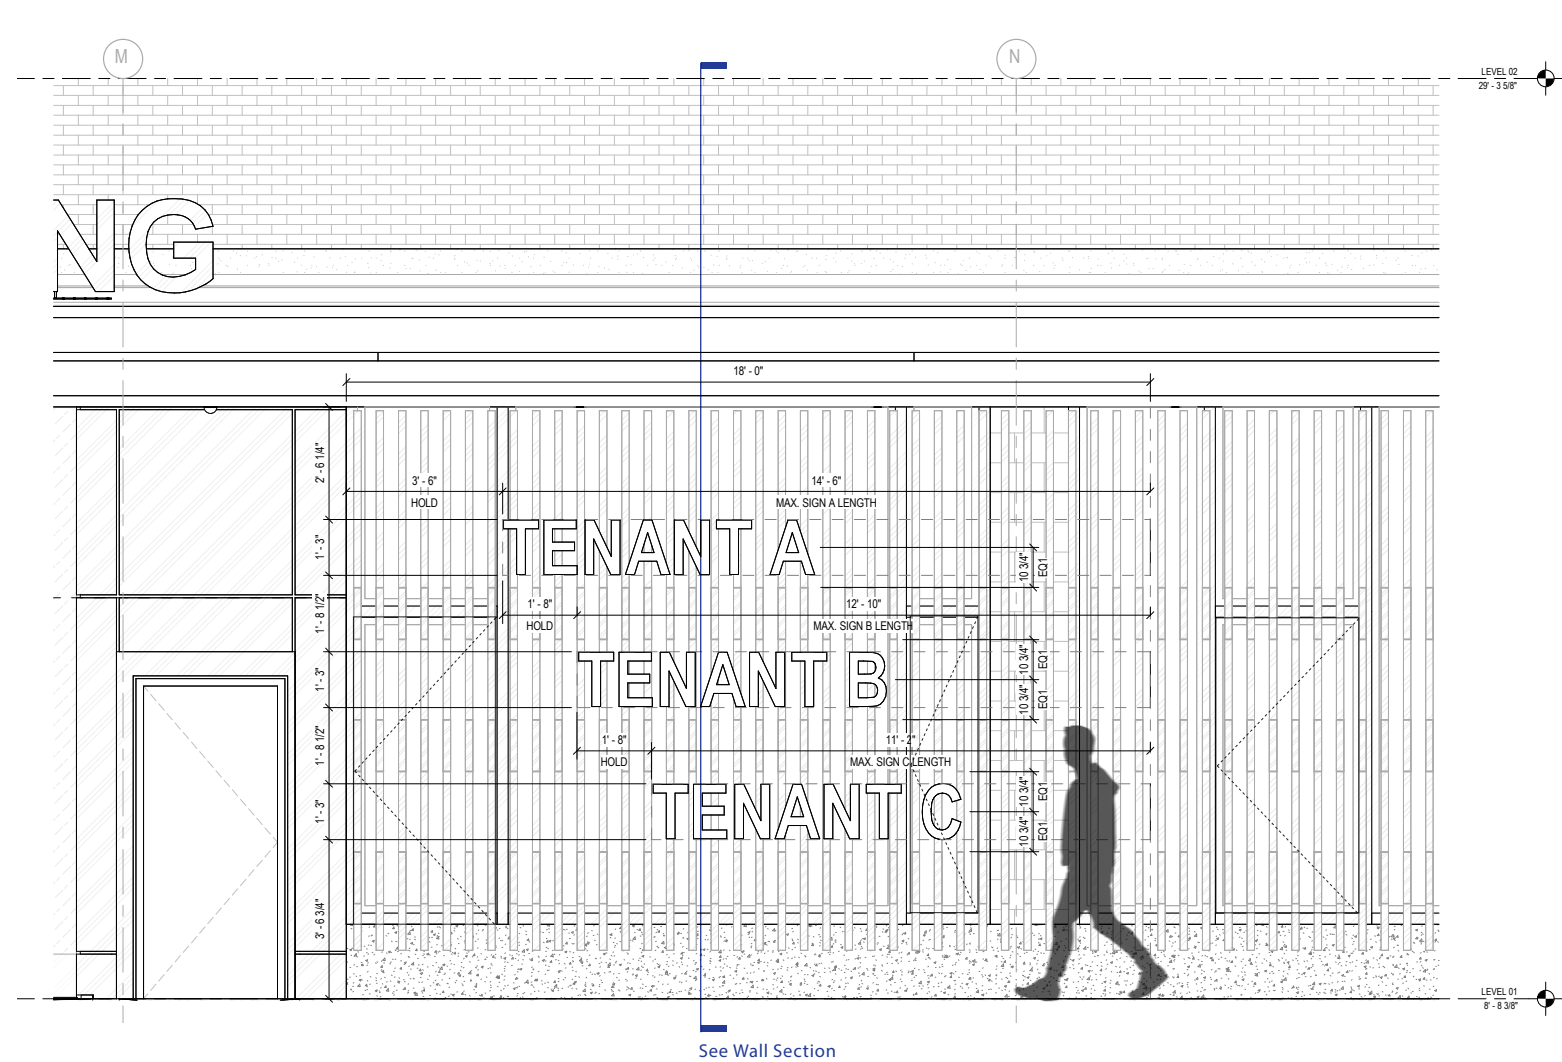 M
N
LEVEL 02
29' - 3 5/8"
NG
18' - 0"
2' - 6 1/4"
3' - 6"
HOLD
14' - 6"
MAX. SIGN A LENGTH
1' - 3"
TENANT A
10 3/4"
EQ1
1' - 8 1/2"
1' - 8"
HOLD
12' - 10"
MAX. SIGN B LENGTH
1' - 3"
TENANT B
10 3/4"
EQ1
10 3/4"
EQ1
1' - 8 1/2"
1' - 8"
HOLD
11' - 2"
MAX. SIGN C LENGTH
1' - 3"
TENANT C
10 3/4"
EQ1
10 3/4"
EQ1
3' - 6 3/4"
LEVEL 01
8' - 8 3/8"
See Wall Section